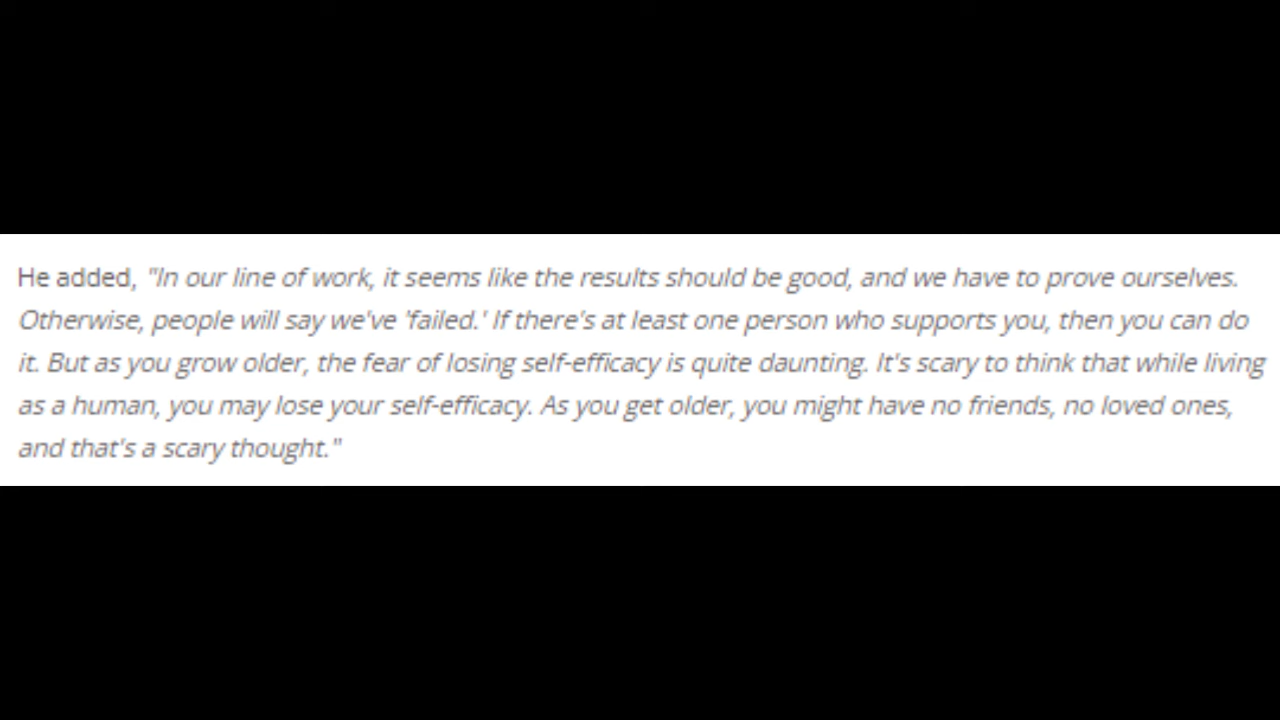 He added, "In our line of work, it seems like the results should be good, and we have to prove ourselves.
Otherwise, people will say we've 'failed.' If there's at least one person who supports you, then you can do
it. But as you grow older, the fear of losing self-efficacy is quite daunting. It's scary to think that while living
as a human, you may lose your self-efficacy. As you get older, you might have no friends, no loved ones,
and that's a scary thought."